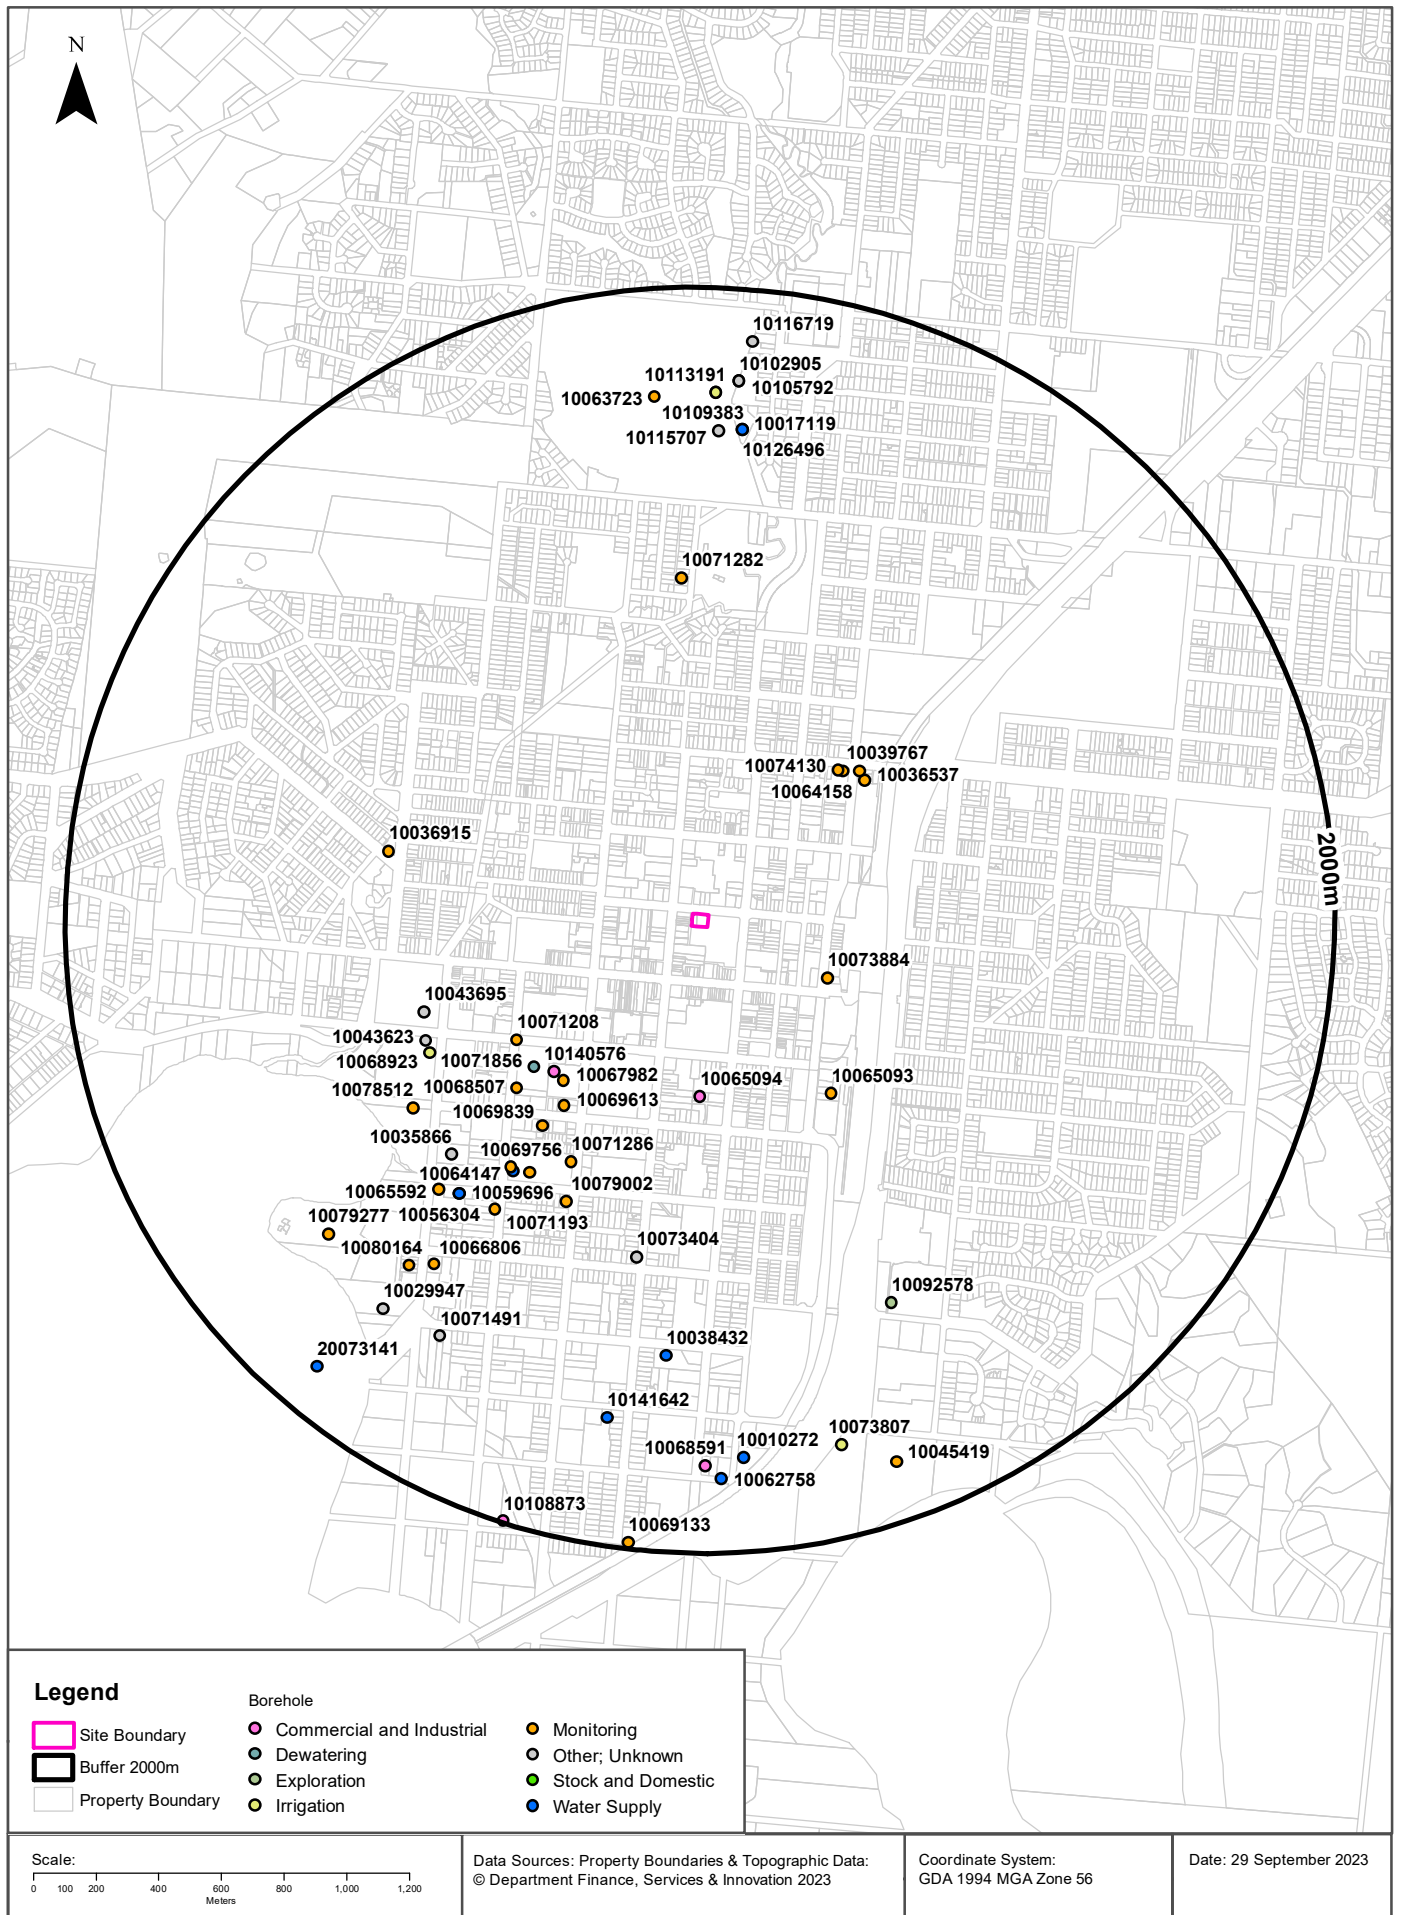 N
10116719
10102905
10113191
10105792
10063723
10109383
10017119
10115707
10126496
10071282
10039767
10074130
10036537
10064158
10036915
2000m
10073884
10043695
10071208
10043623
10140576
10068923
10071856
10067982
10065094
10065093
10078512
10068507
10069613
10069839
10035866
10069756
10071286
10064147
10065592
10059696
10079002
10056304
10079277
10071193
10080164
10066806
10073404
10029947
10092578
10071491
10038432
20073141
10141642
10073807
10010272
10068591
10045419
10062758
10108873
10069133
Legend
Site Boundary
Buffer 2000m
Property Boundary
Borehole
Commercial and Industrial
Dewatering
Exploration
Irrigation
Monitoring
Other; Unknown
Stock and Domestic
Water Supply
Scale:
0 100 200 400 600 800 1,000 1,200
Meters
Data Sources: Property Boundaries & Topographic Data:
© Department Finance, Services & Innovation 2023
Coordinate System:
GDA 1994 MGA Zone 56
Date: 29 September 2023